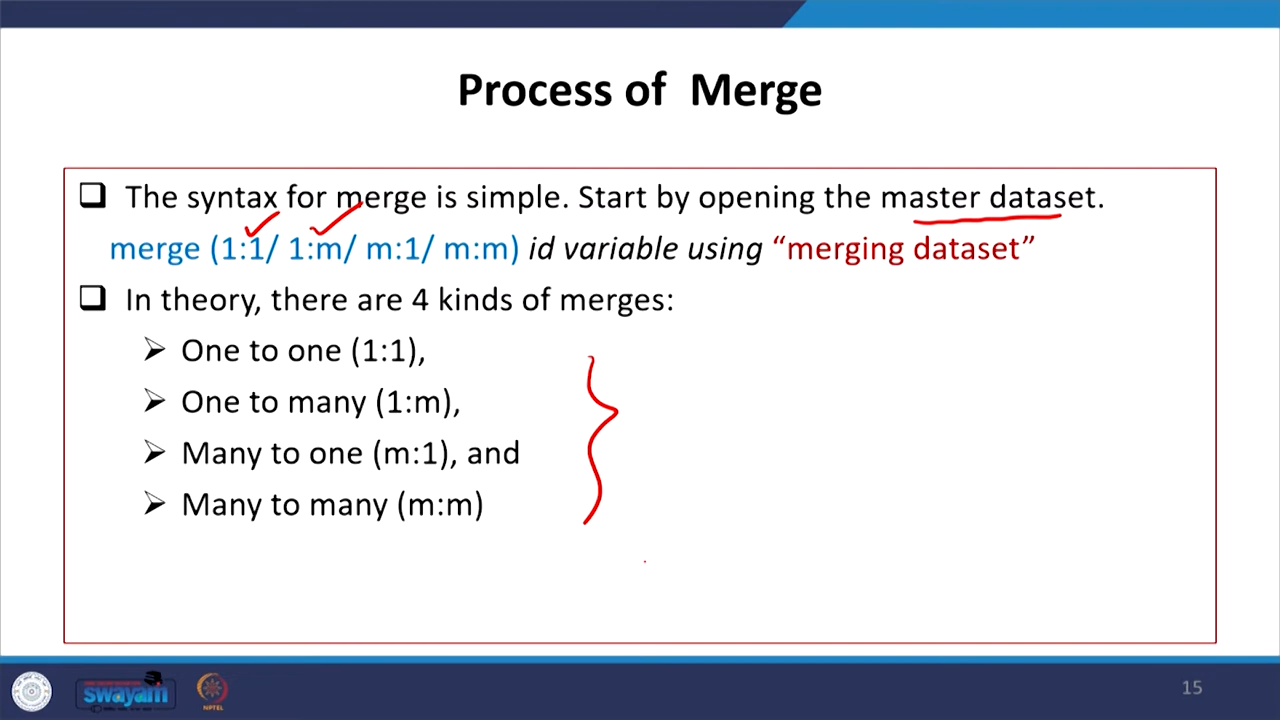 Process of Merge
❑ The syntax for merge is simple. Start by opening the master dataset.
merge (1:1/ 1:m/ m:1/ m:m) id variable using “merging dataset”
❑ In theory, there are 4 kinds of merges:
➢ One to one (1:1),
➢ One to many (1:m),
➢ Many to one (m:1), and
➢ Many to many (m:m)
swayam
NPTEL
15